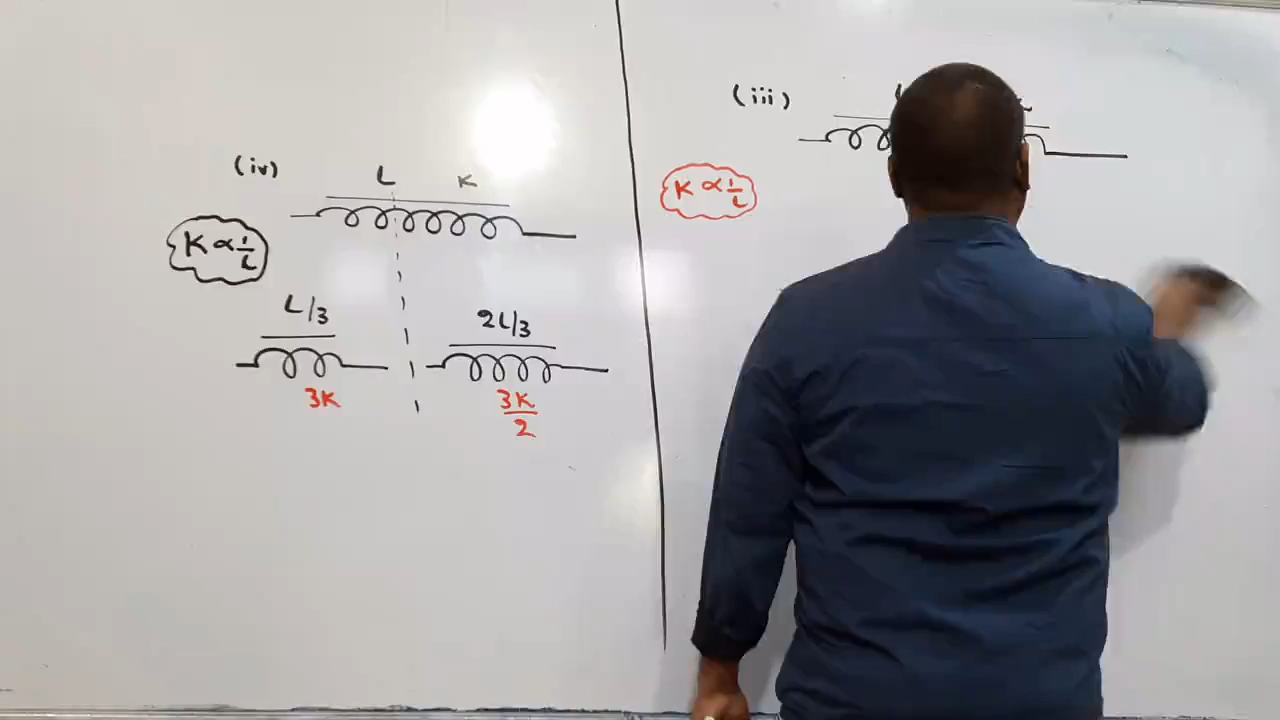 (iv)
L K
K ∝ 1/L
L/3 2L/3
3K 3K/2
(iii)
K ∝ 1/L